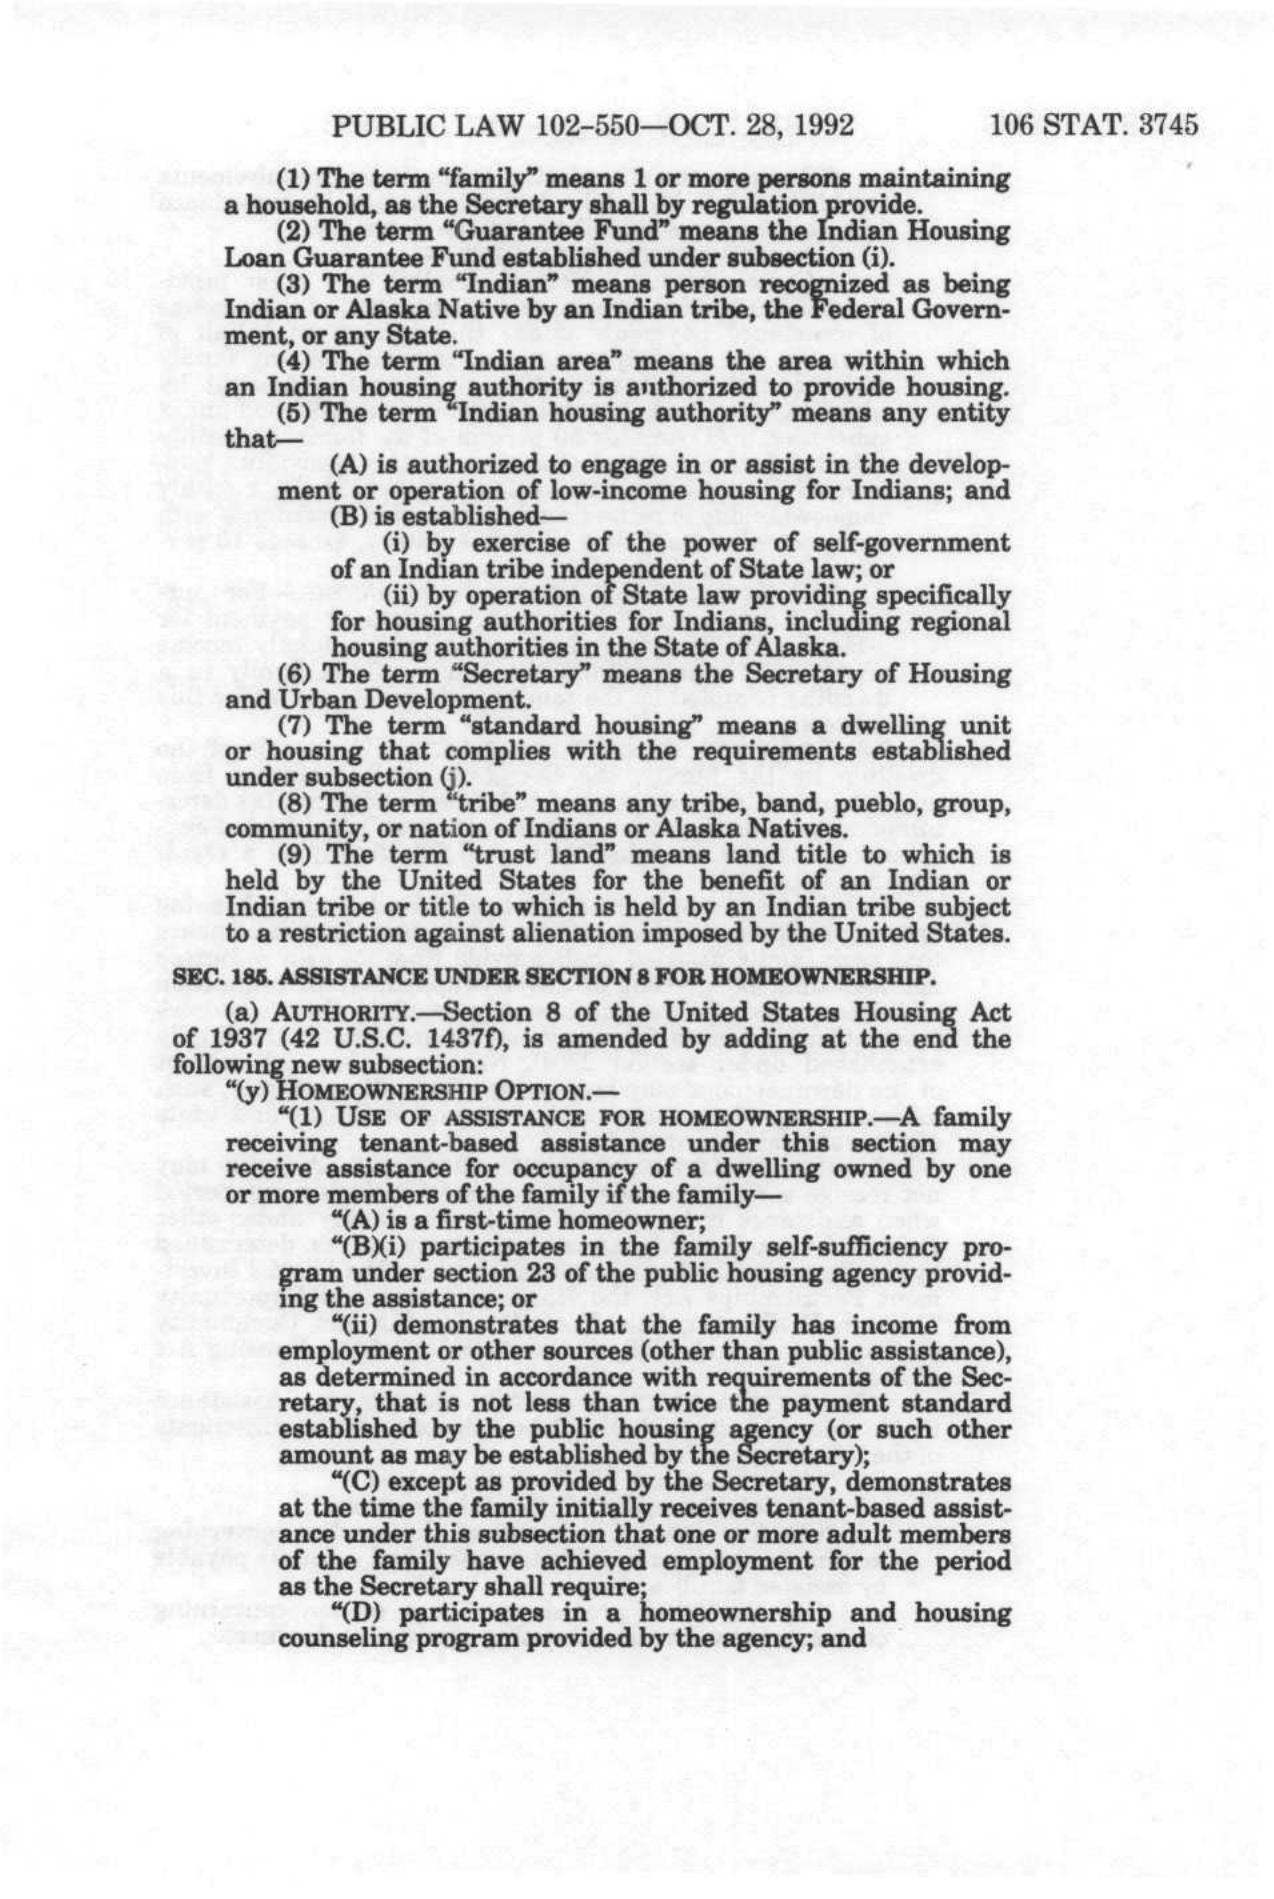 PUBLIC LAW 102–550—OCT. 28, 1992 106 STAT. 3745
(1) The term “family” means 1 or more persons maintaining
a household, as the Secretary shall by regulation provide.
(2) The term “Guarantee Fund” means the Indian Housing
Loan Guarantee Fund established under subsection (i).
(3) The term “Indian” means person recognized as being
Indian or Alaska Native by an Indian tribe, the Federal Govern-
ment, or any State.
(4) The term “Indian area” means the area within which
an Indian housing authority is authorized to provide housing.
(5) The term “Indian housing authority” means any entity
that—
(A) is authorized to engage in or assist in the develop-
ment or operation of low-income housing for Indians; and
(B) is established—
(i) by exercise of the power of self-government
of an Indian tribe independent of State law; or
(ii) by operation of State law providing specifically
for housing authorities for Indians, including regional
housing authorities in the State of Alaska.
(6) The term “Secretary” means the Secretary of Housing
and Urban Development.
(7) The term “standard housing” means a dwelling unit
or housing that complies with the requirements established
under subsection (j).
(8) The term “tribe” means any tribe, band, pueblo, group,
community, or nation of Indians or Alaska Natives.
(9) The term “trust land” means land title to which is
held by the United States for the benefit of an Indian or
Indian tribe or title to which is held by an Indian tribe subject
to a restriction against alienation imposed by the United States.
SEC. 185. ASSISTANCE UNDER SECTION 8 FOR HOMEOWNERSHIP.
(a) AUTHORITY.—Section 8 of the United States Housing Act
of 1937 (42 U.S.C. 1437f), is amended by adding at the end the
following new subsection:
“(y) HOMEOWNERSHIP OPTION.—
“(1) USE OF ASSISTANCE FOR HOMEOWNERSHIP.—A family
receiving tenant-based assistance under this section may
receive assistance for occupancy of a dwelling owned by one
or more members of the family if the family—
“(A) is a first-time homeowner;
“(B)(i) participates in the family self-sufficiency pro-
gram under section 23 of the public housing agency provid-
ing the assistance; or
“(ii) demonstrates that the family has income from
employment or other sources (other than public assistance),
as determined in accordance with requirements of the Sec-
retary, that is not less than twice the payment standard
established by the public housing agency (or such other
amount as may be established by the Secretary);
“(C) except as provided by the Secretary, demonstrates
at the time the family initially receives tenant-based assist-
ance under this subsection that one or more adult members
of the family have achieved employment for the period
as the Secretary shall require;
“(D) participates in a homeownership and housing
counseling program provided by the agency; and